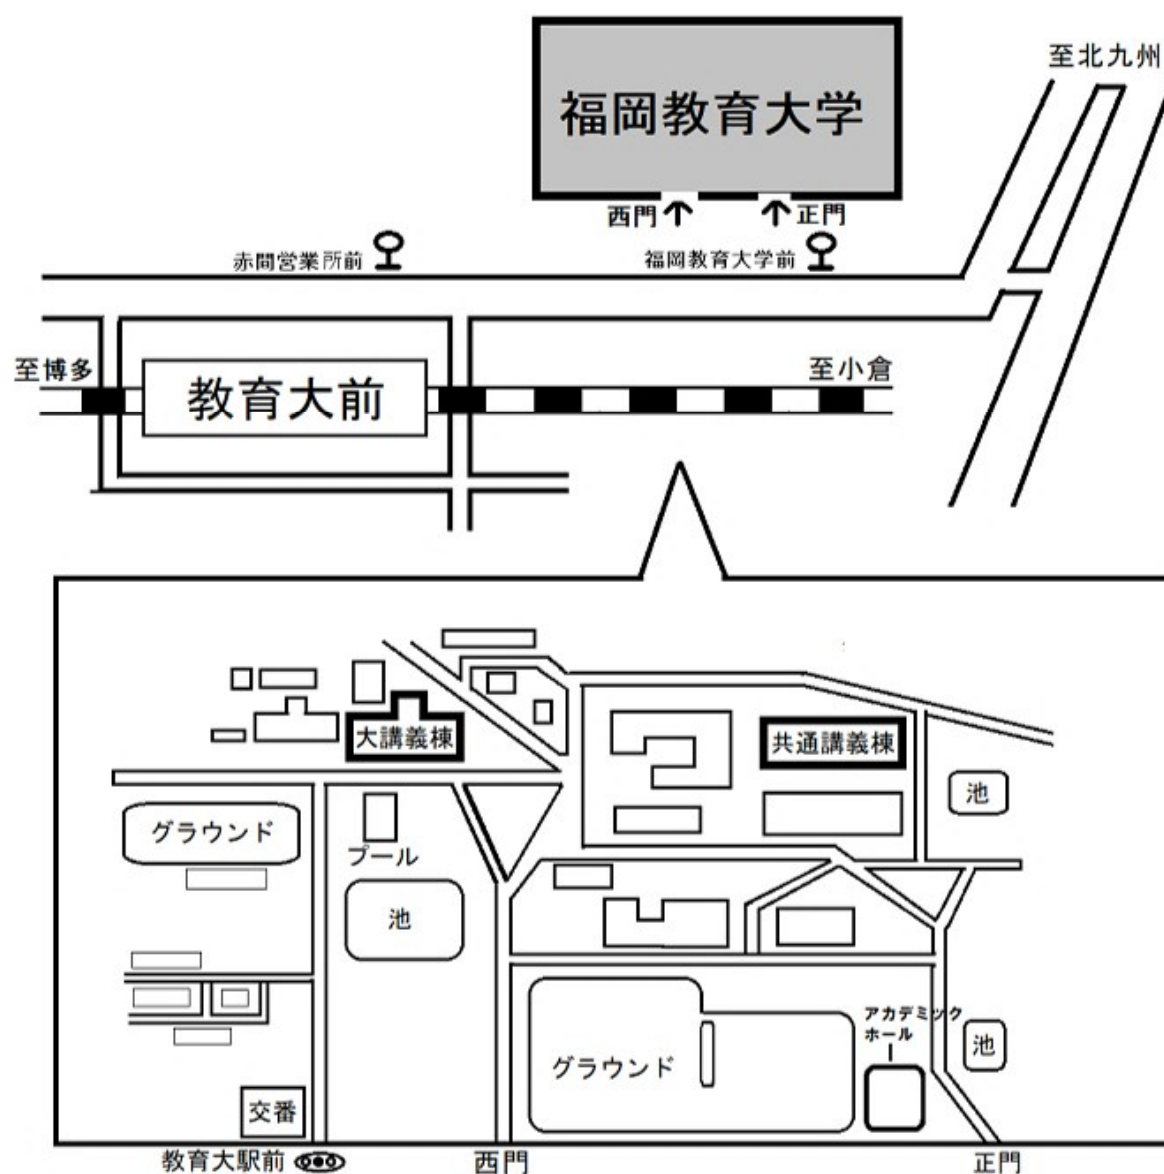 至北九州
福岡教育大学
西門
正門
赤間営業所前
福岡教育大学前
至博多
教育大前
至小倉
大講義棟
共通講義棟
池
グラウンド
プール
池
アカデミック
ホール
池
グラウンド
交番
教育大駅前
西門
正門